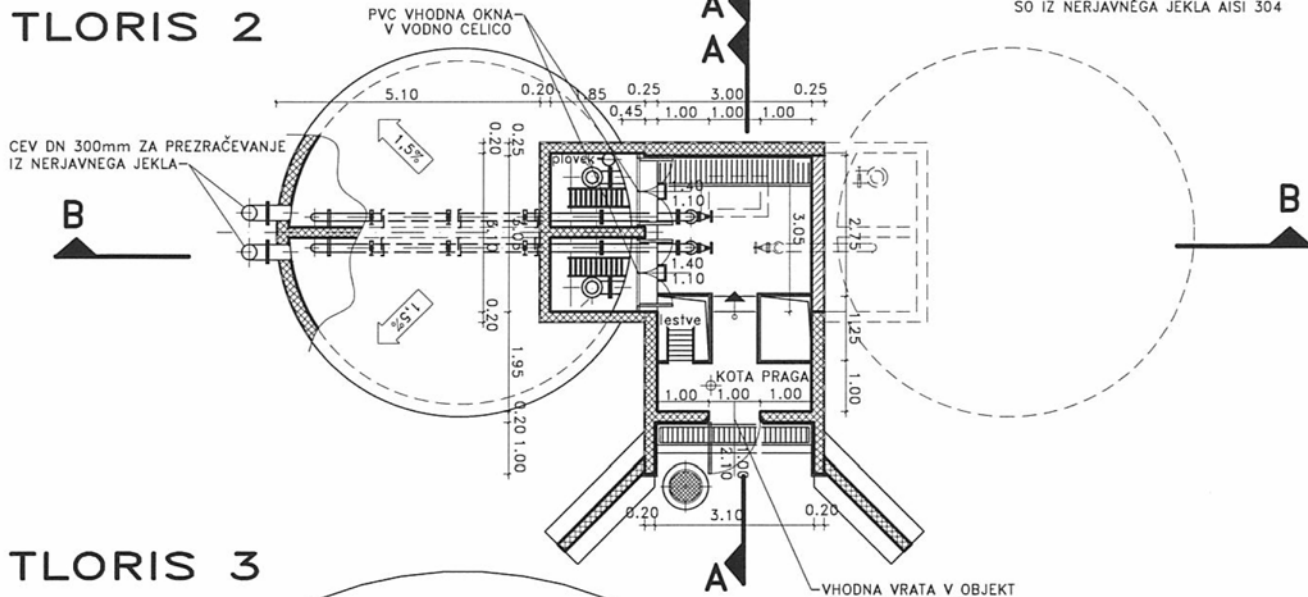 TLORIS 2
PVC VHODNA OKNA
V VODNO CELICO
A
A
SO IZ NERJAVNEGA JEKLA AISI 304
5.10
0.20
1.85
0.25
3.00
0.25
0.45
1.00
1.00
1.00
CEV DN 300mm ZA PREZRAČEVANJE
IZ NERJAVNEGA JEKLA
1,5%
0.20
0.25
plovek
1.40
1.10
B
B
3.05
2.75
1.40
1.10
1,5%
0.20
0.20
lestve
1.25
1.95
KOTA PRAGA
1.00
1.00
1.00
1.00
0.20
1.00
1.00
2.10
0.20
3.10
0.20
TLORIS 3
A
VHODNA VRATA V OBJEKT